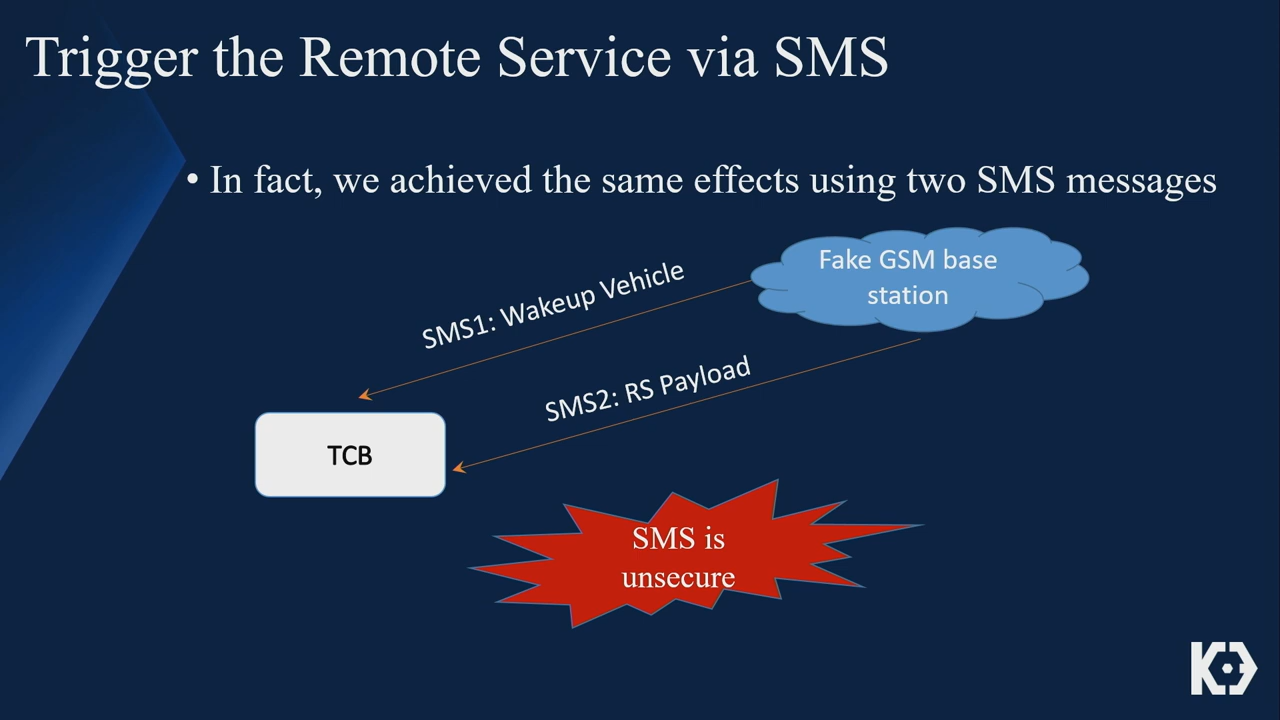 Trigger the Remote Service via SMS
• In fact, we achieved the same effects using two SMS messages
Fake GSM base
station
SMS1: Wakeup Vehicle
SMS2: RS Payload
TCB
SMS is
unsecure